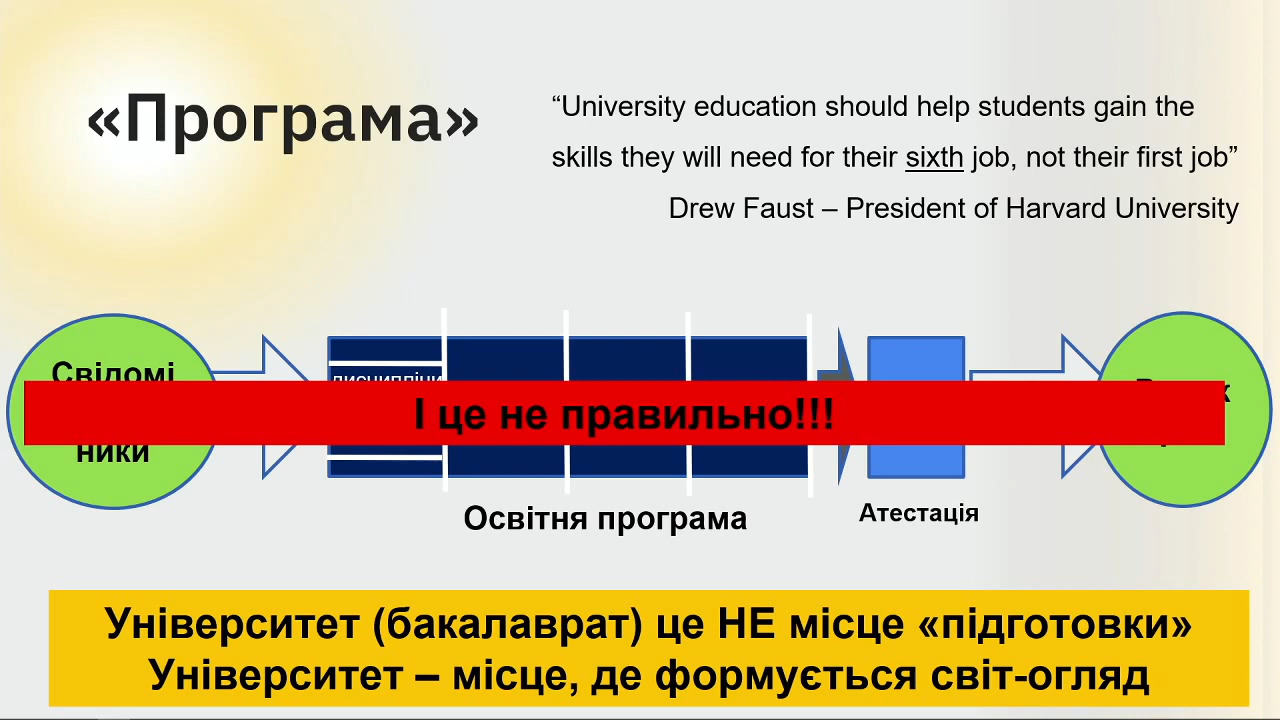 «Програма»
“University education should help students gain the
skills they will need for their sixth job, not their first job”
Drew Faust – President of Harvard University
Свідомі
ники
дисципліни
І це не правильно!!!
Освітня програма
Атестація
Університет (бакалаврат) це НЕ місце «підготовки»
Університет – місце, де формується світ-огляд